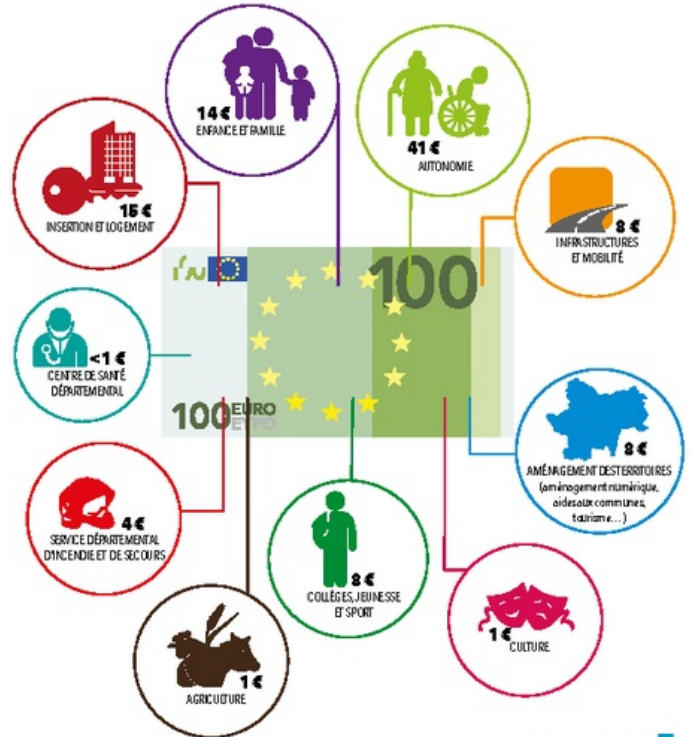 14 €
ENFANCE ET FAMILLE
41 €
AUTONOMIE
15 €
INSERTION ET LOGEMENT
8 €
INFRASTRUCTURES
ET MOBILITÉ
100
<1 €
CENTRE DE SANTÉ
DÉPARTEMENTAL
100 EURO
ΕΥΡΩ
8 €
AMÉNAGEMENT DES TERRITOIRES
(aménagement numérique,
aides aux communes,
tourisme...)
4 €
SERVICE DÉPARTEMENTAL
D'INCENDIE ET DE SECOURS
8 €
COLLÈGES, JEUNESSE
ET SPORT
1 €
CULTURE
1 €
AGRICULTURE